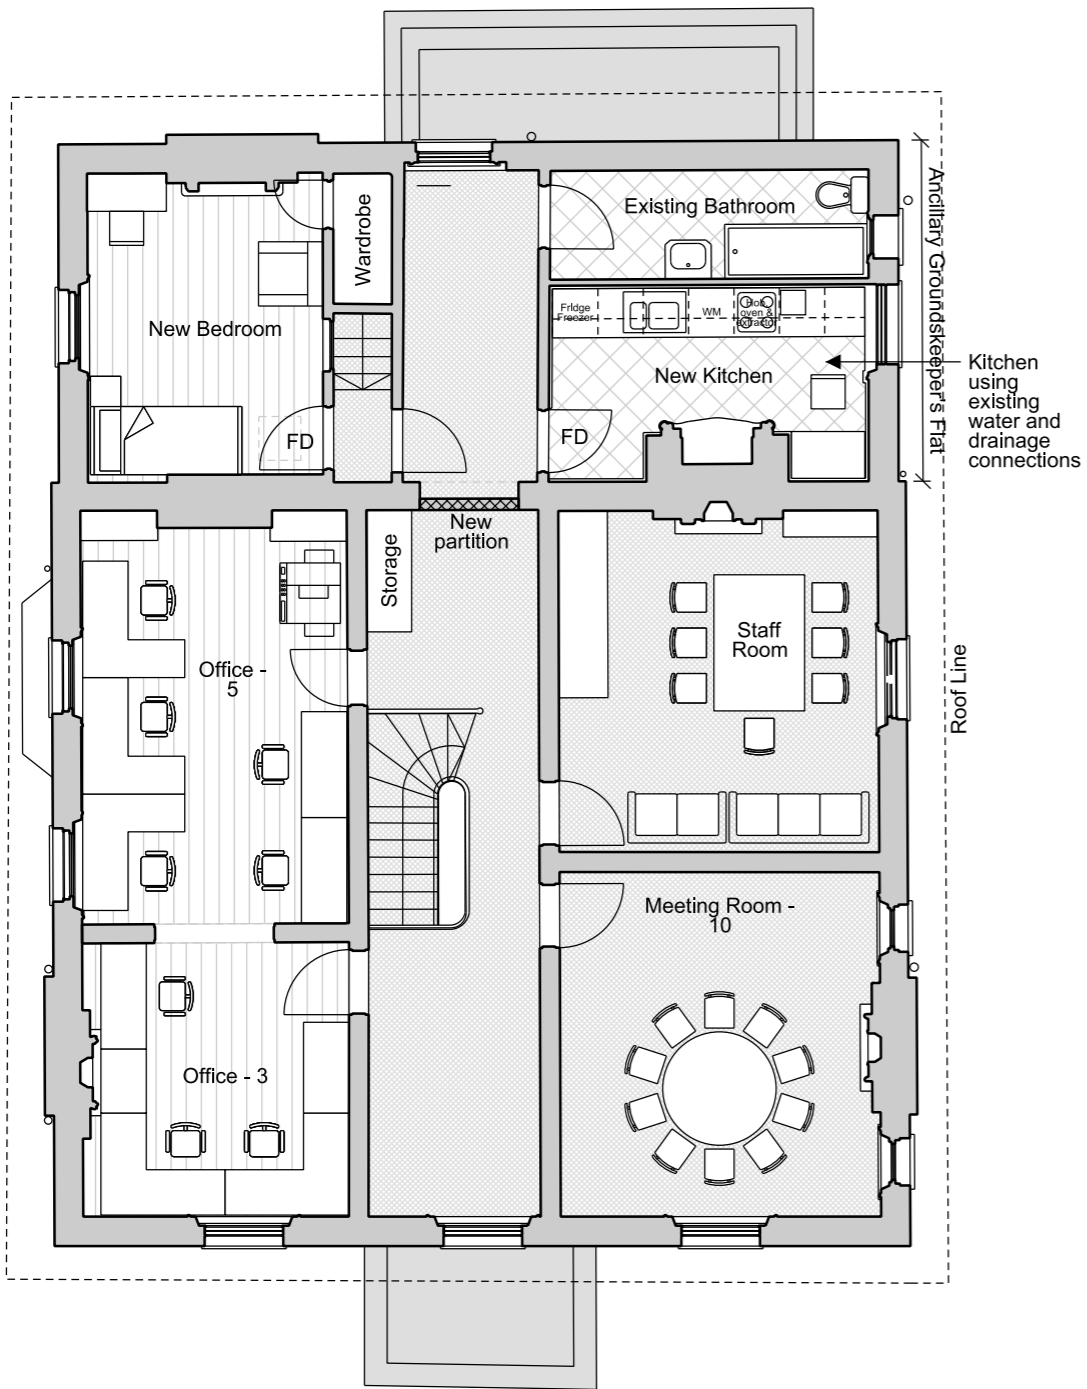 Existing Bathroom
Wardrobe
Ancillary Groundskeeper's Flat
Fridge
Freezer
WM
Hob,
oven &
extractor
New Bedroom
New Kitchen
Kitchen
using
existing
water and
drainage
connections
FD
FD
New
partition
Storage
Office -
5
Staff
Room
Roof Line
Meeting Room -
10
Office - 3